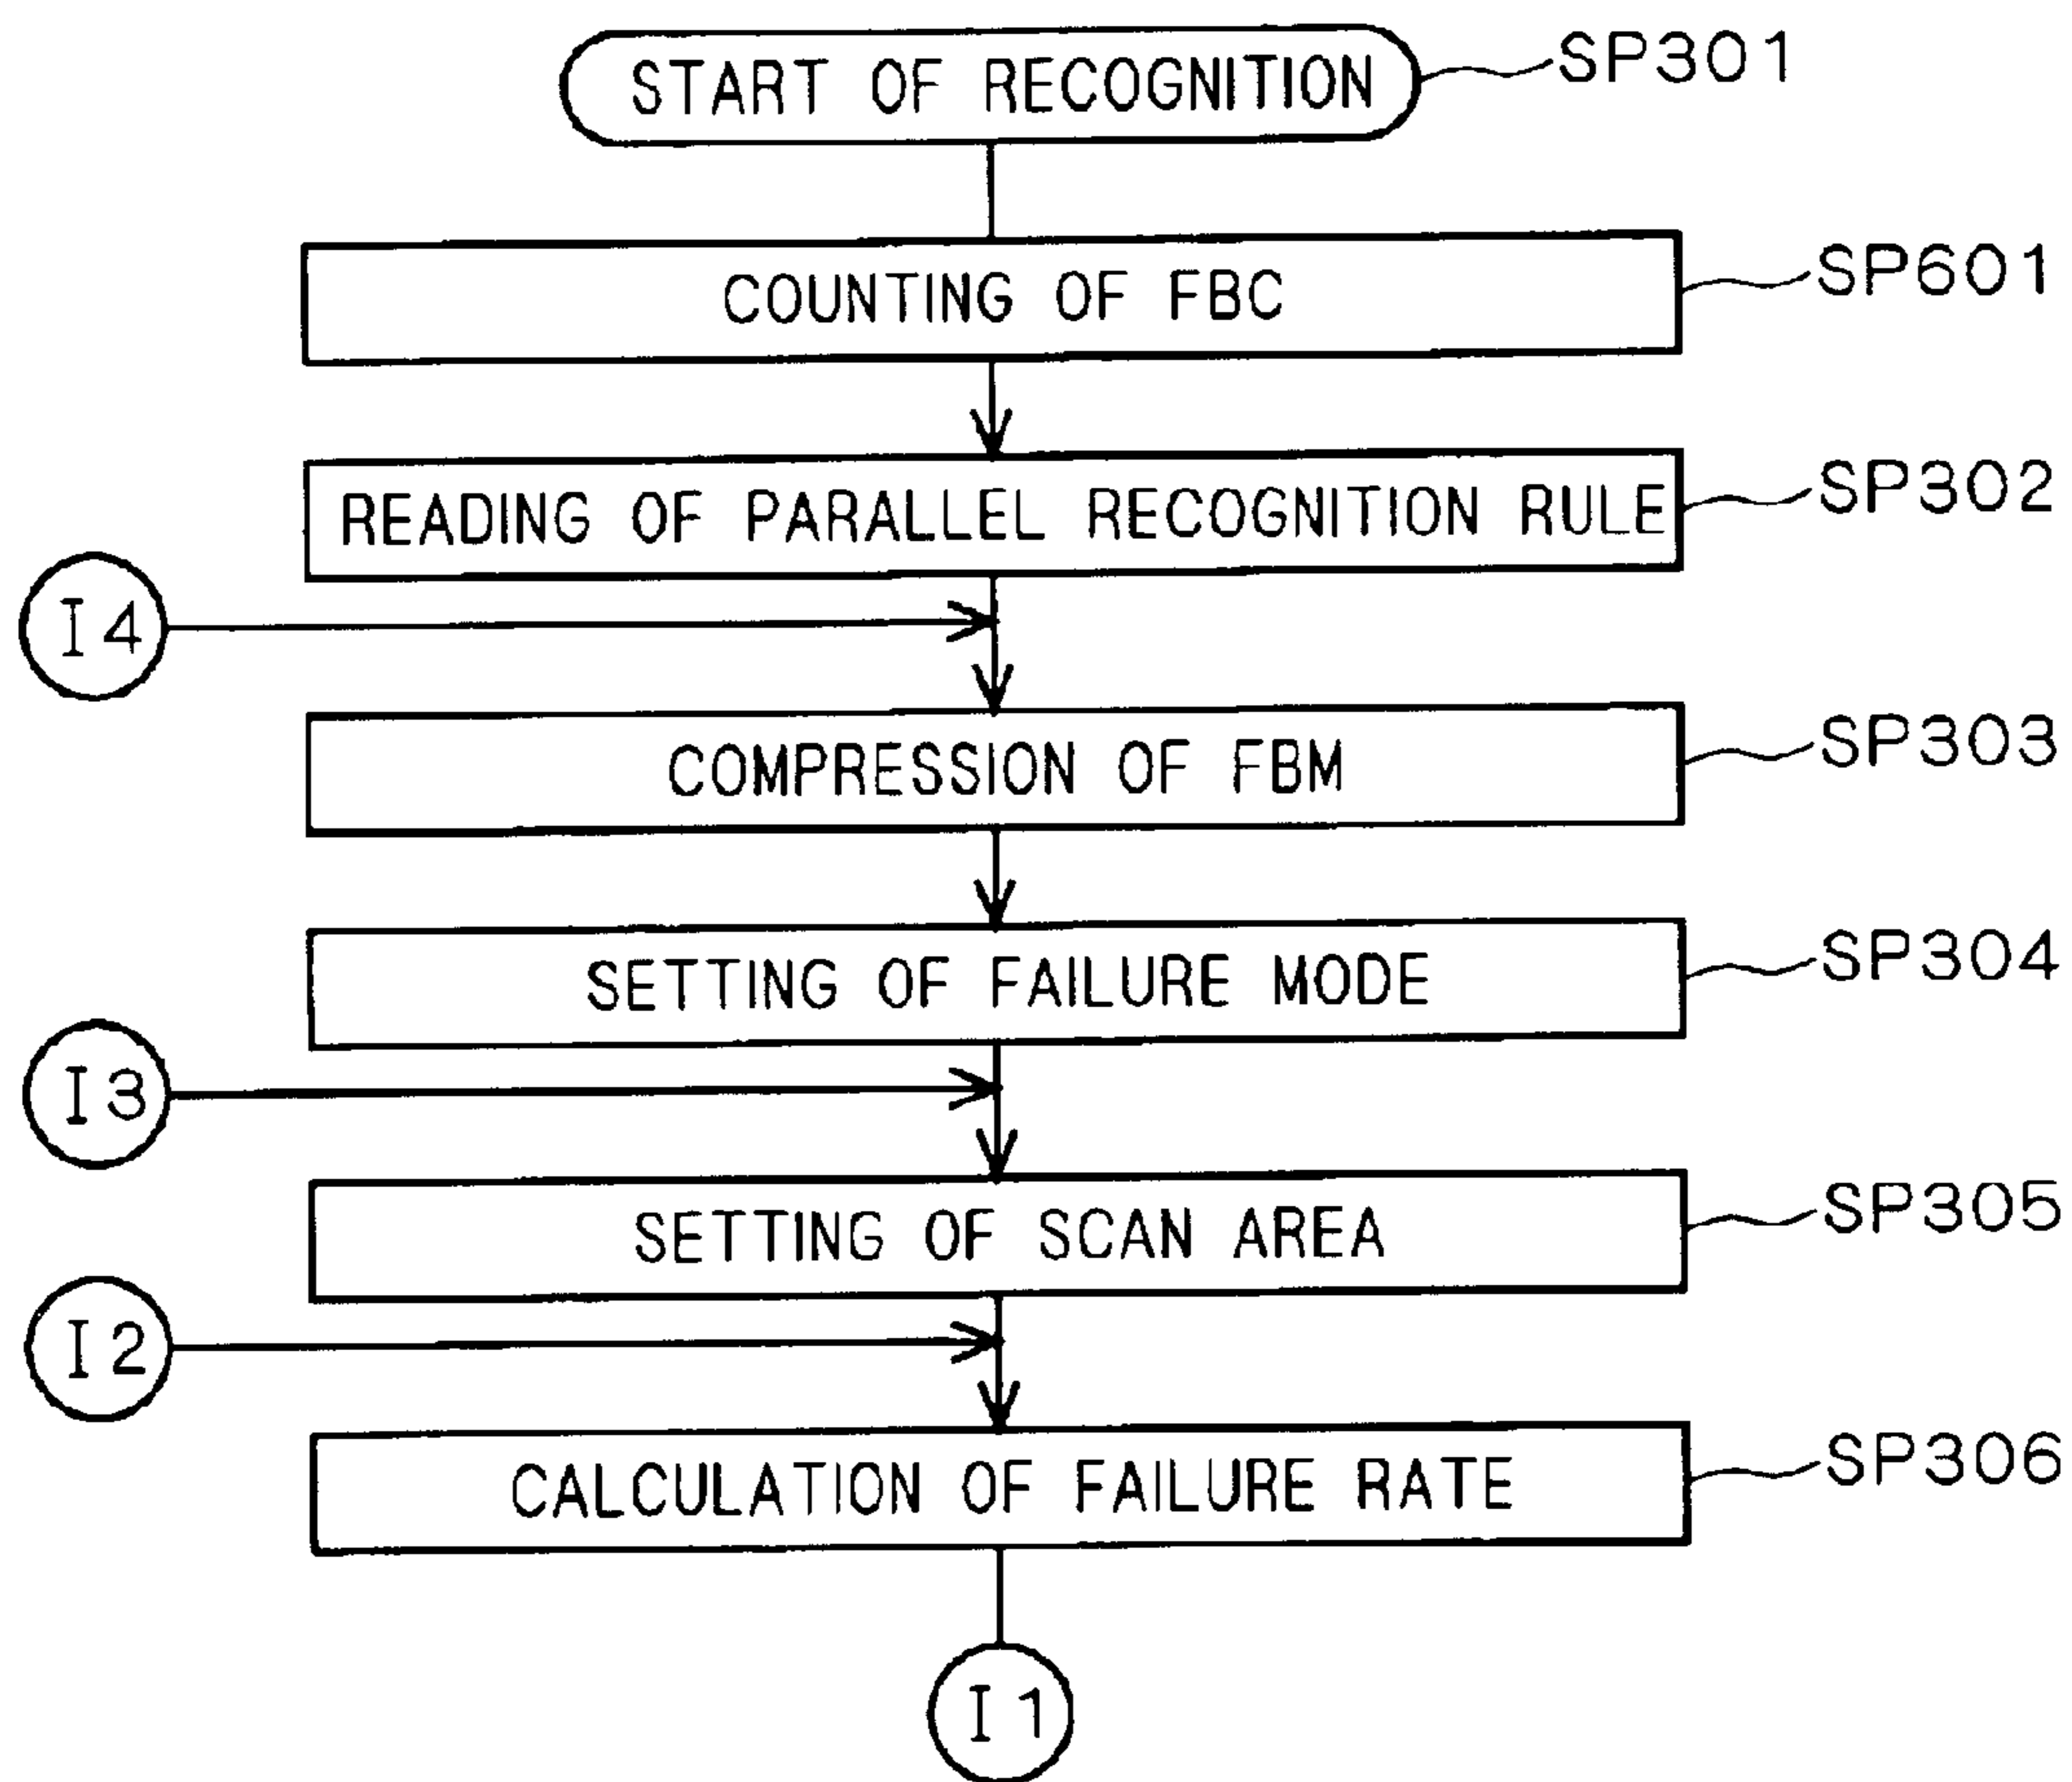 START OF RECOGNITION SP301
COUNTING OF FBC SP601
READING OF PARALLEL RECOGNITION RULE SP302
I4
COMPRESSION OF FBM SP303
SETTING OF FAILURE MODE SP304
I3
SETTING OF SCAN AREA SP305
I2
CALCULATION OF FAILURE RATE SP306
I1